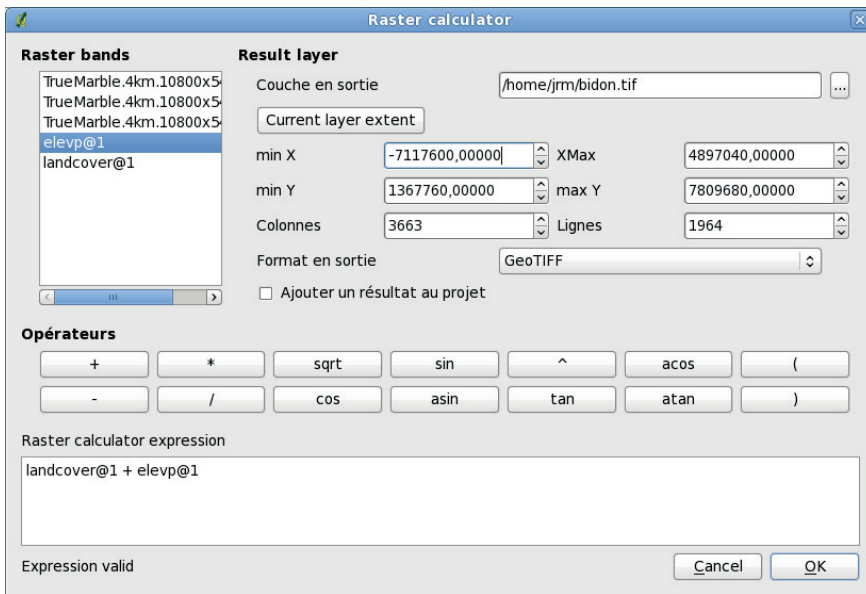 Raster calculator
Raster bands
TrueMarble.4km.10800x54
TrueMarble.4km.10800x54
TrueMarble.4km.10800x54
elevp@1
landcover@1
Result layer
Couche en sortie /home/jrm/bidon.tif ...
Current layer extent
min X -7117600,00000 XMax 4897040,00000
min Y 1367760,00000 max Y 7809680,00000
Colonnes 3663 Lignes 1964
Format en sortie GeoTIFF
Ajouter un résultat au projet
Opérateurs
+ * sqrt sin ^ acos (
- / cos asin tan atan )
Raster calculator expression
landcover@1 + elevp@1
Expression valid Cancel OK